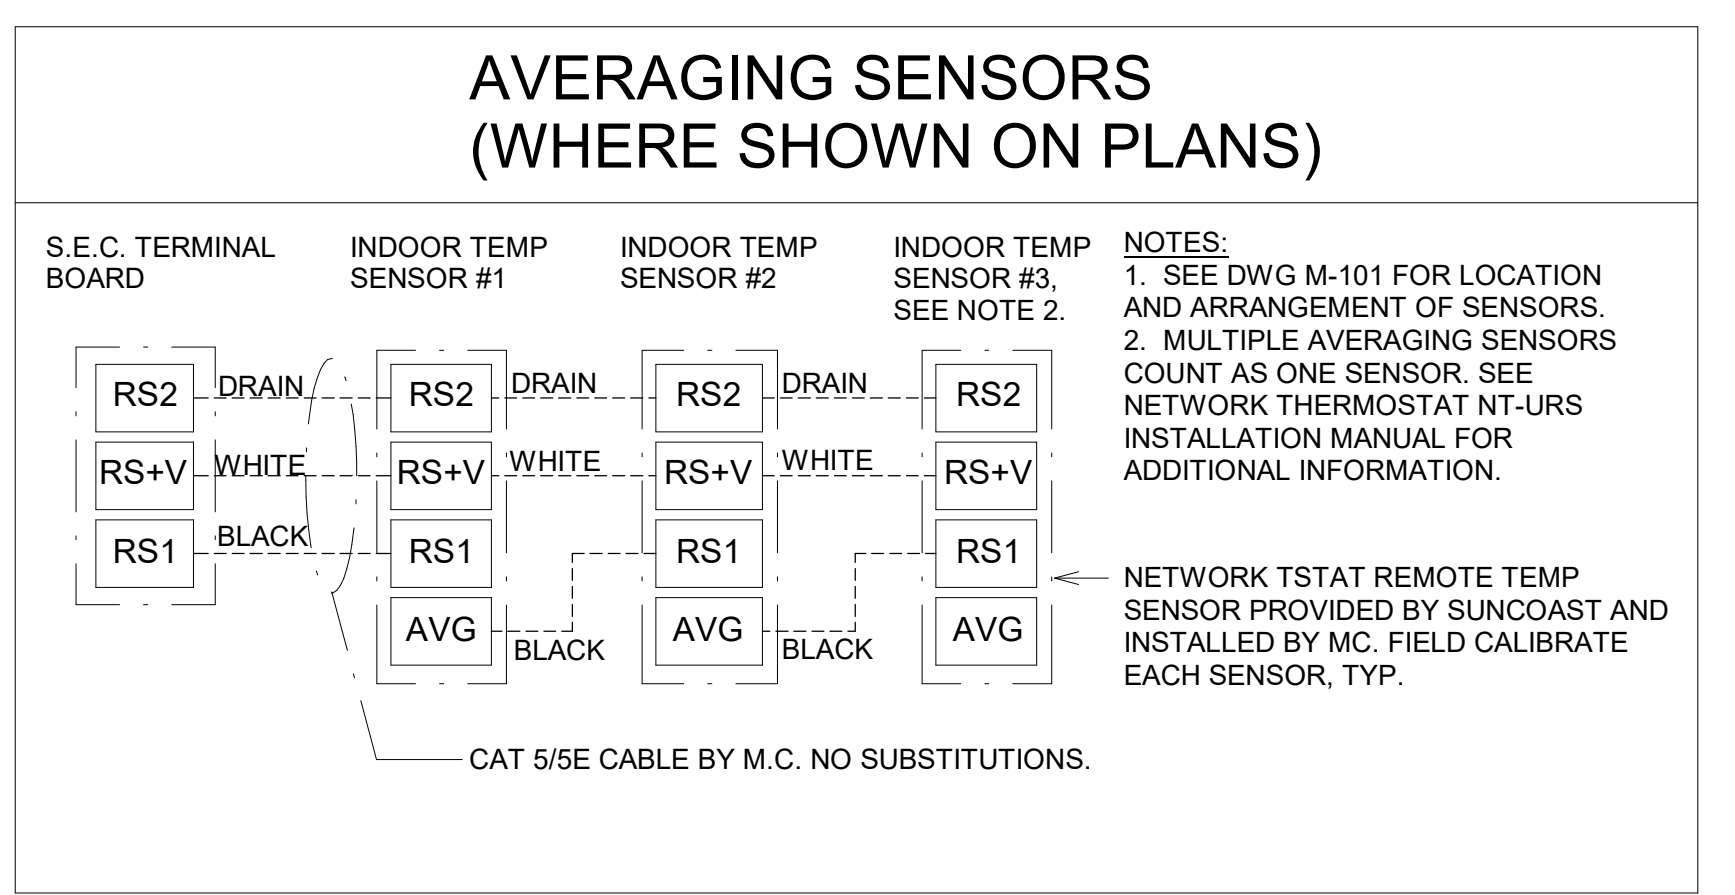 AVERAGING SENSORS
(WHERE SHOWN ON PLANS)
S.E.C. TERMINAL
BOARD
INDOOR TEMP
SENSOR #1
INDOOR TEMP
SENSOR #2
INDOOR TEMP
SENSOR #3,
SEE NOTE 2.
RS2
DRAIN
RS2
DRAIN
RS2
DRAIN
RS2
RS+V
WHITE
RS+V
WHITE
RS+V
WHITE
RS+V
RS1
BLACK
RS1
RS1
RS1
AVG
BLACK
AVG
BLACK
AVG
NOTES:
1. SEE DWG M-101 FOR LOCATION
AND ARRANGEMENT OF SENSORS.
2. MULTIPLE AVERAGING SENSORS
COUNT AS ONE SENSOR. SEE
NETWORK THERMOSTAT NT-URS
INSTALLATION MANUAL FOR
ADDITIONAL INFORMATION.
NETWORK TSTAT REMOTE TEMP
SENSOR PROVIDED BY SUNCOAST AND
INSTALLED BY MC. FIELD CALIBRATE
EACH SENSOR, TYP.
CAT 5/5E CABLE BY M.C. NO SUBSTITUTIONS.